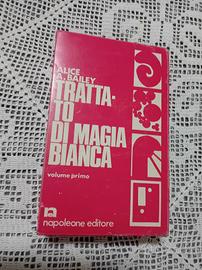 ALICE
A. BAILEY
TRATTA-
TO
DI MAGIA
BIANCA
volume primo
napoleone editore